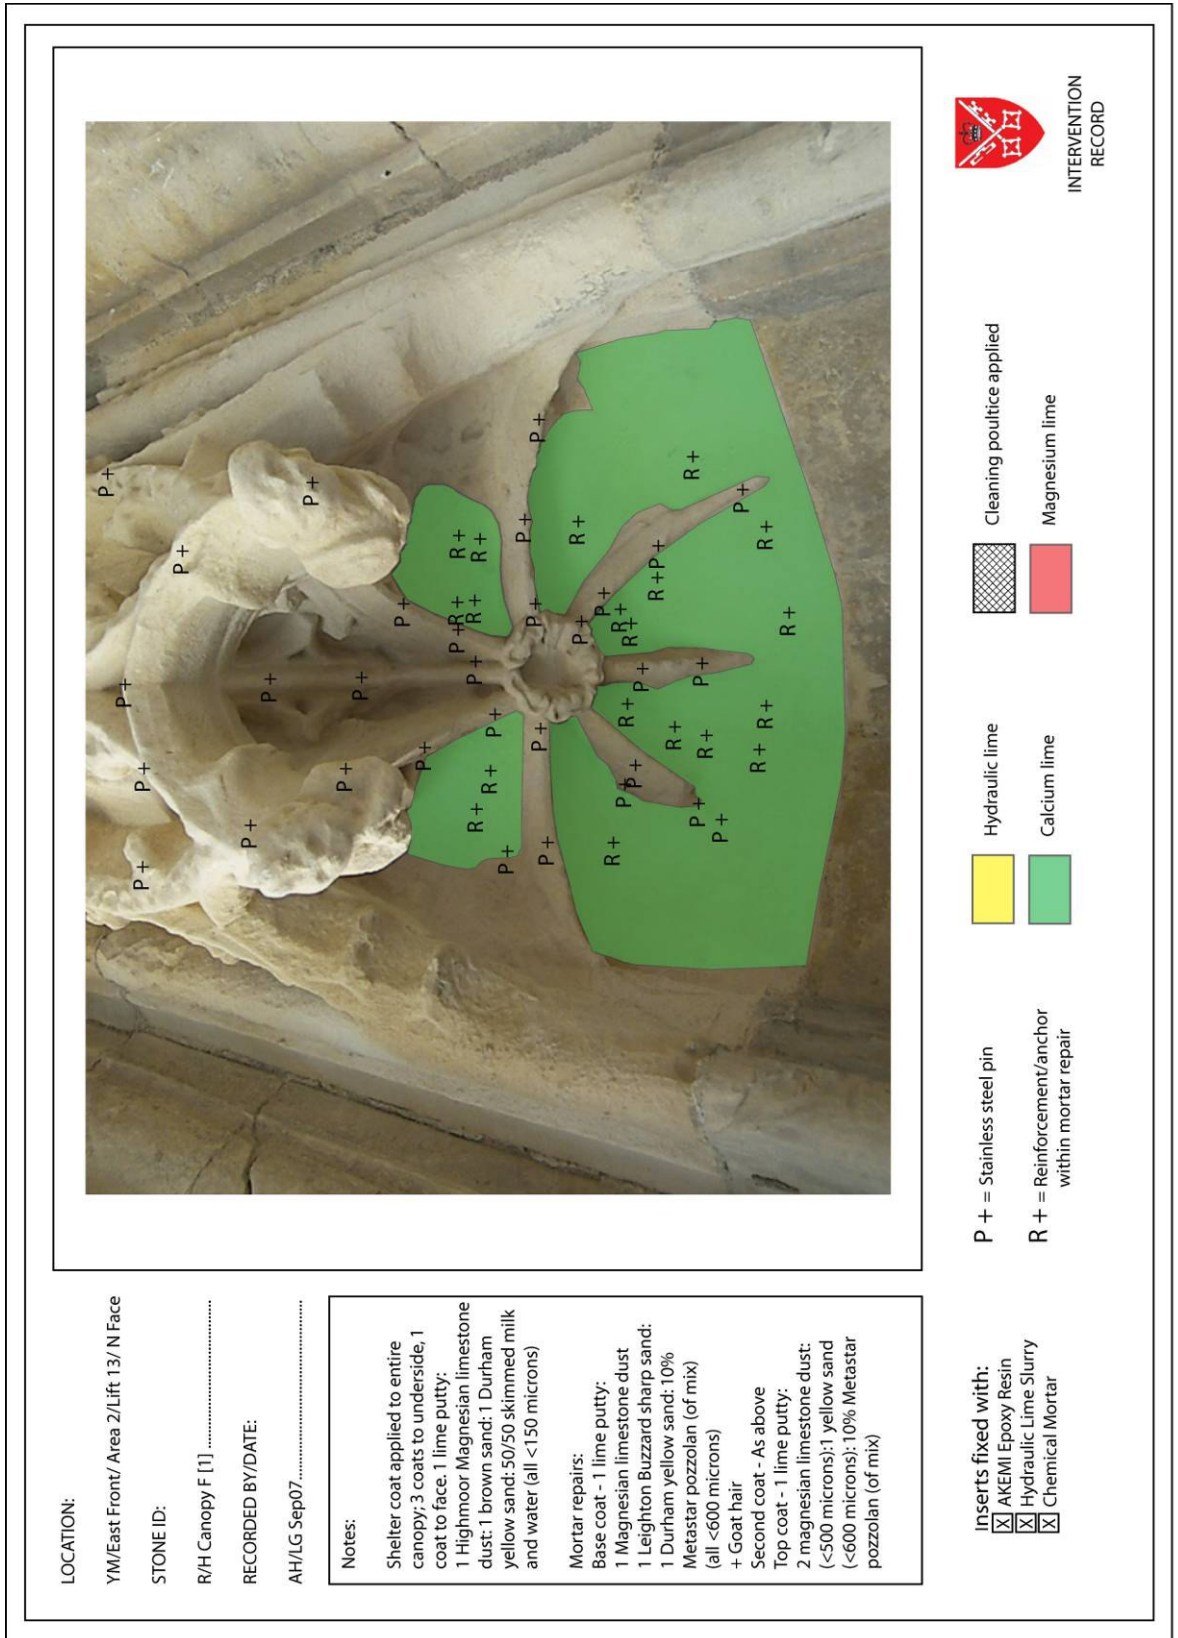 LOCATION:
YM/East Front/ Area 2/Lift 13/ N Face
STONE ID:
R/H Canopy F [1] ................................
RECORDED BY/DATE:
AH/LG Sep07................................
Notes:
Shelter coat applied to entire
canopy; 3 coats to underside, 1
coat to face. 1 lime putty:
1 Highmoor Magnesian limestone
dust: 1 brown sand: 1 Durham
yellow sand: 50/50 skimmed milk
and water (all <150 microns)
Mortar repairs:
Base coat - 1 lime putty:
1 Magnesian limestone dust
1 Leighton Buzzard sharp sand:
1 Durham yellow sand: 10%
Metastar pozzolan (of mix)
(all <600 microns)
+ Goat hair
Second coat - As above
Top coat - 1 lime putty:
2 magnesian limestone dust:
(<500 microns):1 yellow sand
(<600 microns): 10% Metastar
pozzolan (of mix)
P +
P +
P +
P +
P +
P +
P +
P +
P +
P +
P +
P +
R +
R +
P +
R +
P +
R +
R +
R +
P +
P +
P +
P +
P +
P +
P +
R +
P +
P +
R +
R +
P +
R +
R +
P +
P +
R +
P +
R +
R +
P +
P +
R +
P +
P +
R +
R +
R +
R +
Inserts fixed with:
X AKEMI Epoxy Resin
X Hydraulic Lime Slurry
X Chemical Mortar
P + = Stainless steel pin
R + = Reinforcement/anchor
within mortar repair
Hydraulic lime
Calcium lime
Cleaning poultice applied
Magnesium lime
INTERVENTION
RECORD